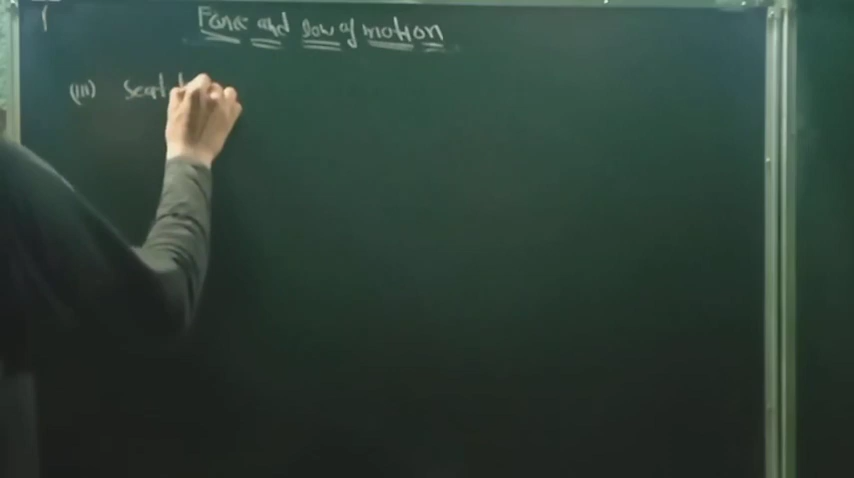 Force and law of motion
(iii) Seat